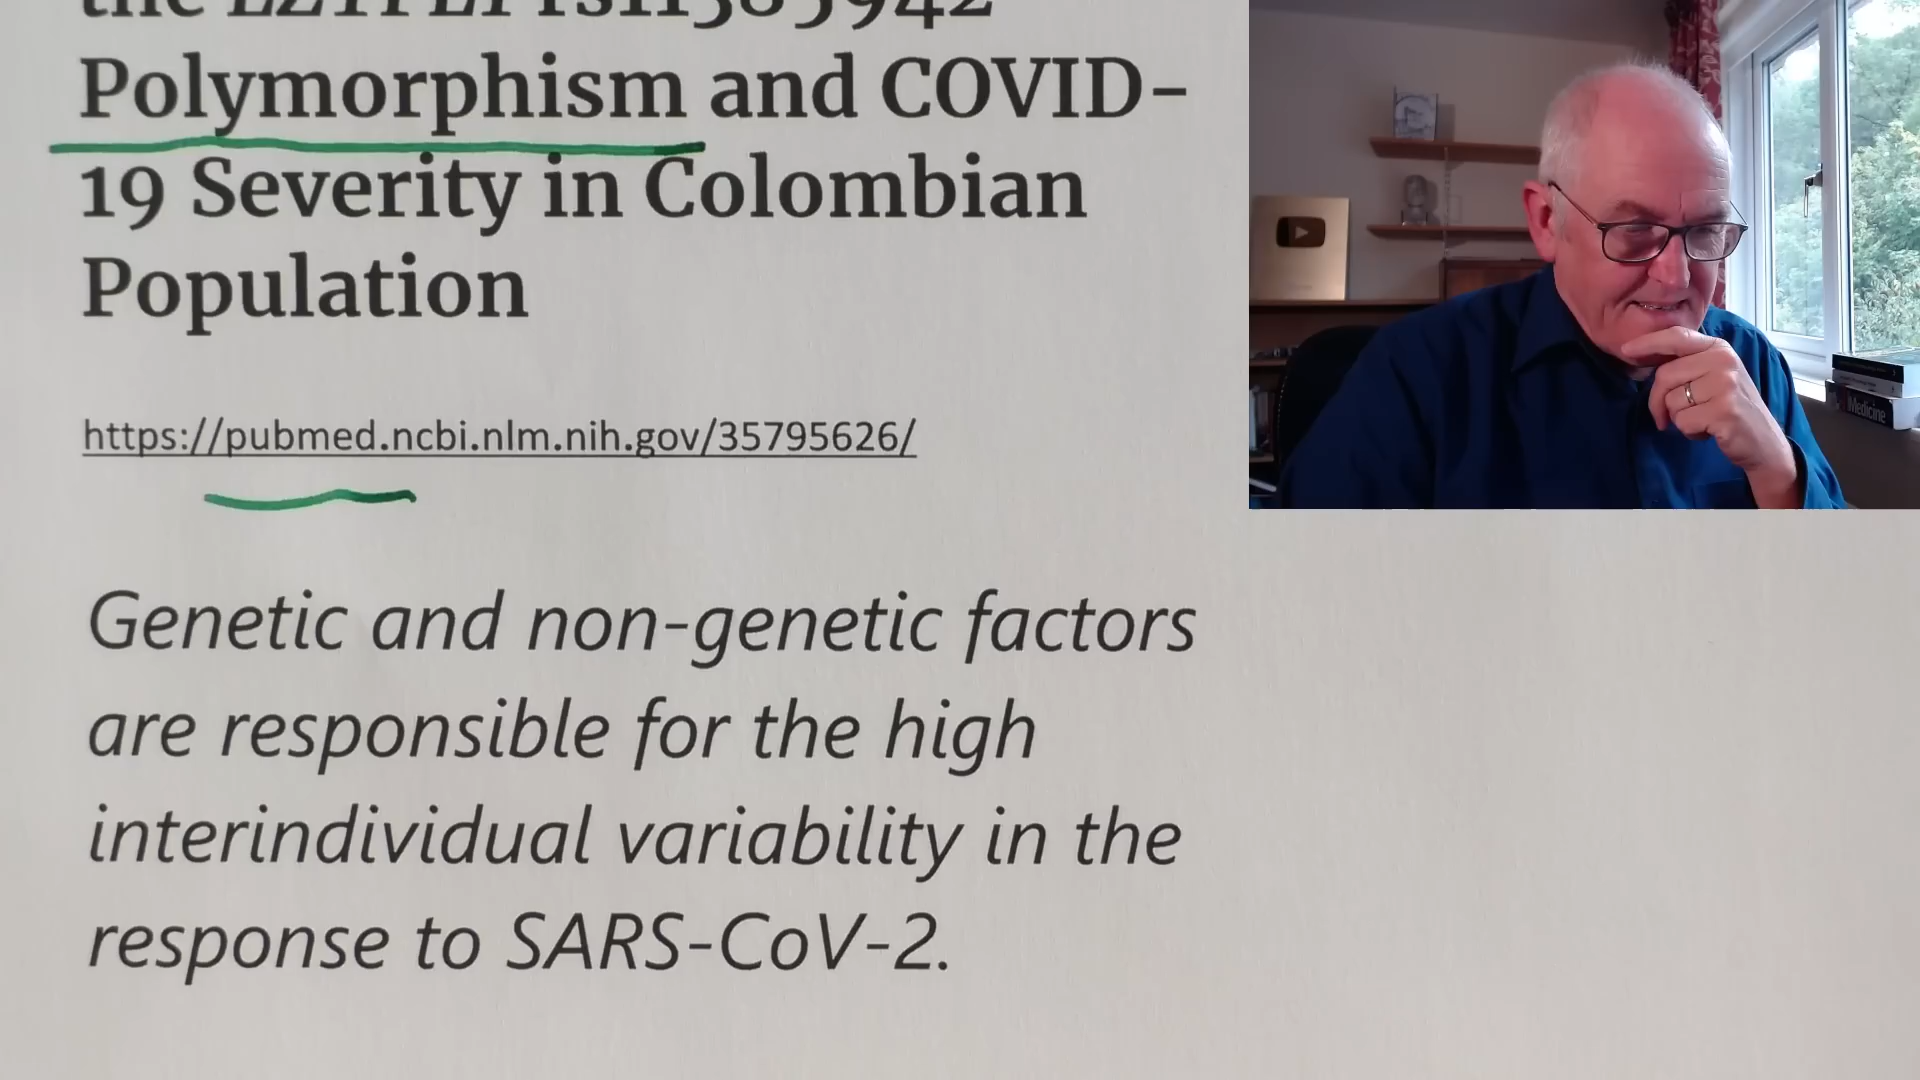 Polymorphism and COVID-
19 Severity in Colombian
Population
https://pubmed.ncbi.nlm.nih.gov/35795626/
Genetic and non-genetic factors
are responsible for the high
interindividual variability in the
response to SARS-CoV-2.
Medicine